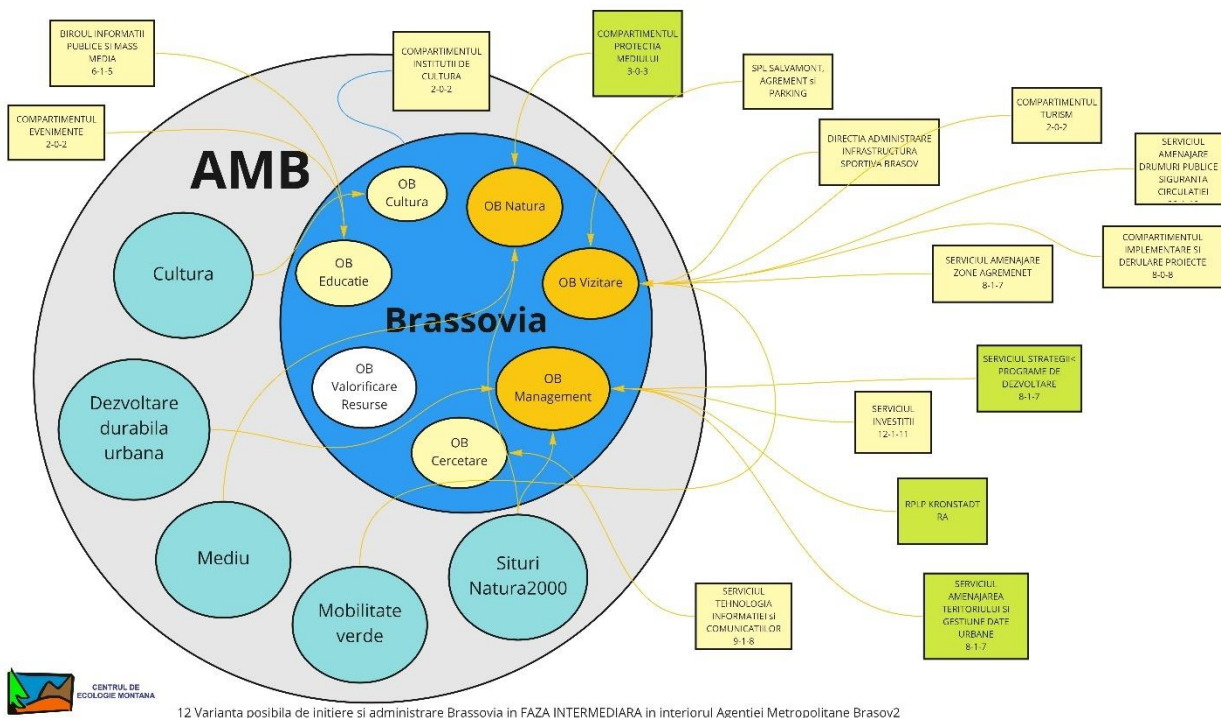 BIROUL INFORMATII
PUBLICE SI MASS
MEDIA
6-1-5
COMPARTIMENTUL
INSTITUTII DE
CULTURA
2-0-2
COMPARTIMENTUL
PROTECTIA
MEDIULUI
3-0-3
SPL SALVAMONT,
AGREMENT si
PARKING
COMPARTIMENTUL
TURISM
2-0-2
COMPARTIMENTUL
EVENIMENTE
2-0-2
DIRECTIA ADMINISTRARE
INFRASTRUCTURA
SPORTIVA BRASOV
SERVICIUL
AMENAJARE
DRUMURI PUBLICE
SIGURANTA
CIRCULATIEI
AMB
OB
Cultura
OB Natura
OB
Educatie
OB Vizitare
Cultura
Brassovia
SERVICIUL AMENAJARE
ZONE AGREMENET
8-1-7
COMPARTIMENTUL
IMPLEMENTARE SI
DERULARE PROIECTE
8-0-8
OB
Valorificare
Resurse
OB
Management
SERVICIUL STRATEGII<
PROGRAME DE
DEZVOLTARE
8-1-7
Dezvoltare
durabila
urbana
OB
Cercetare
SERVICIUL
INVESTITII
12-1-11
RPLP KRONSTADT
RA
Mediu
Mobilitate
verde
Situri
Natura2000
SERVICIUL
TEHNOLOGIA
INFORMATIEI si
COMUNICATIILOR
9-1-8
SERVICIUL
AMENAJAREA
TERITORIULUI SI
GESTIUNE DATE
URBANE
8-1-7
CENTRUL DE
ECOLOGIE MONTANA
12 Varianta posibila de initiere si administrare Brassovia in FAZA INTERMEDIARA in interiorul Agentiei Metropolitane Brasov2